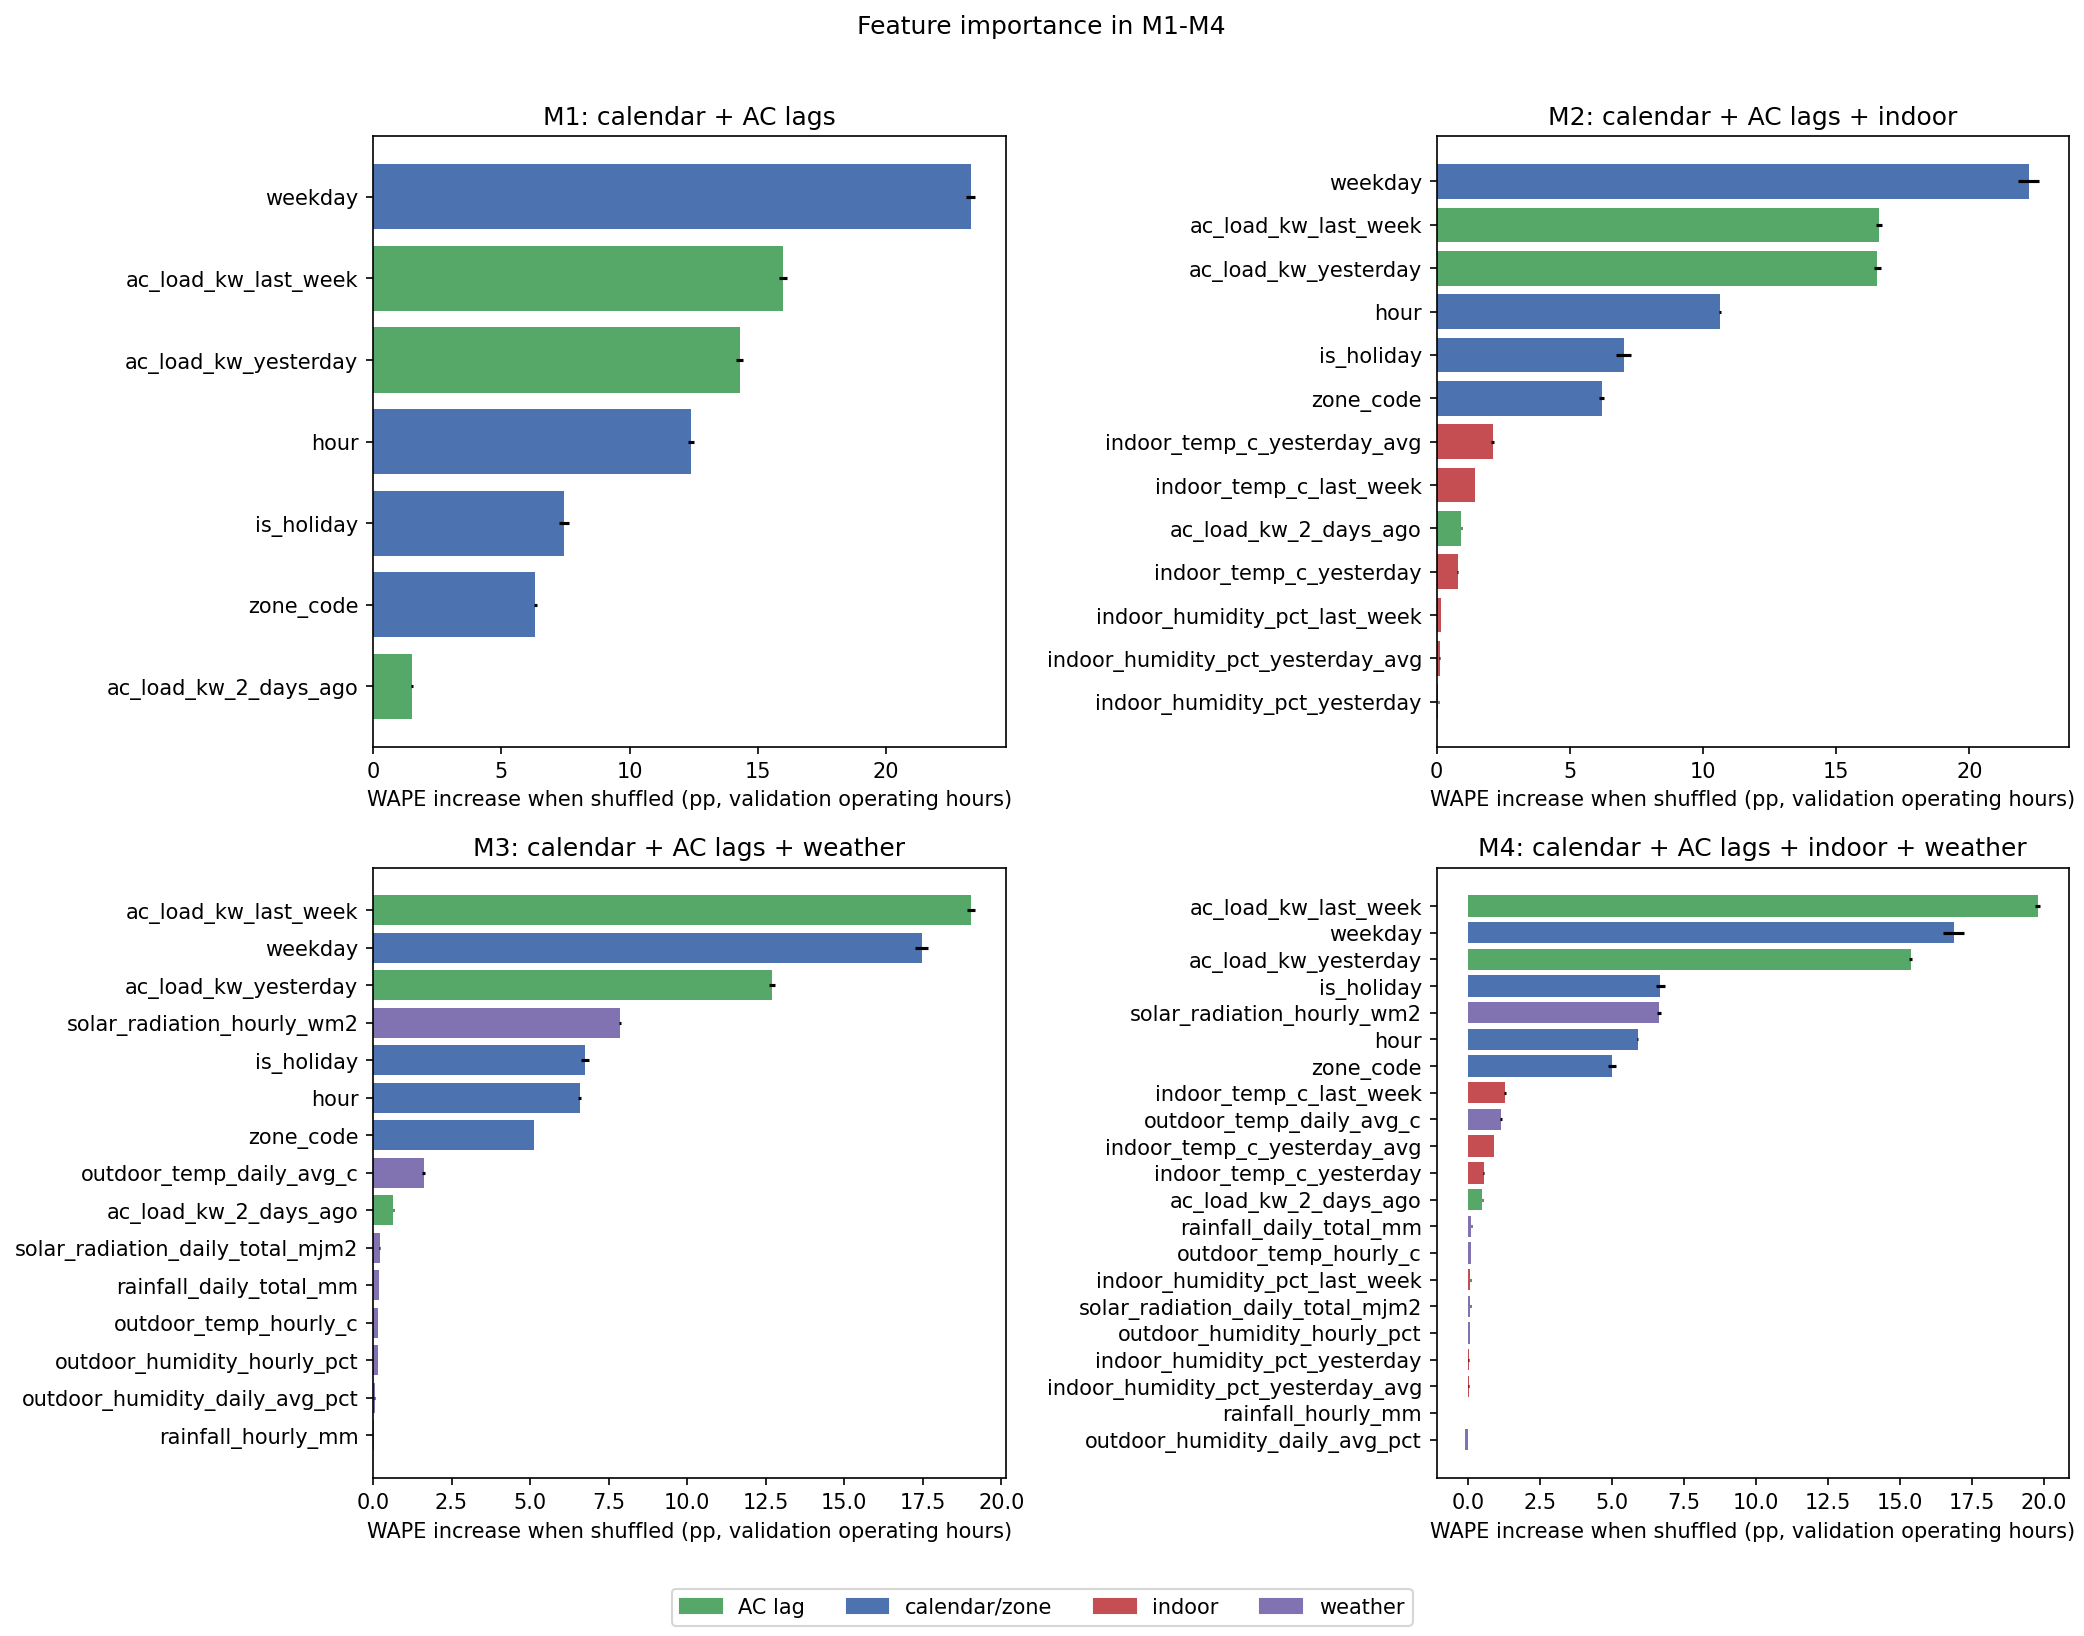 Feature importance in M1-M4
M1: calendar + AC lags
weekday
ac_load_kw_last_week
ac_load_kw_yesterday
hour
is_holiday
zone_code
ac_load_kw_2_days_ago
0 5 10 15 20
WAPE increase when shuffled (pp, validation operating hours)
M2: calendar + AC lags + indoor
weekday
ac_load_kw_last_week
ac_load_kw_yesterday
hour
is_holiday
zone_code
indoor_temp_c_yesterday_avg
indoor_temp_c_last_week
ac_load_kw_2_days_ago
indoor_temp_c_yesterday
indoor_humidity_pct_last_week
indoor_humidity_pct_yesterday_avg
indoor_humidity_pct_yesterday
0 5 10 15 20
WAPE increase when shuffled (pp, validation operating hours)
M3: calendar + AC lags + weather
ac_load_kw_last_week
weekday
ac_load_kw_yesterday
solar_radiation_hourly_wm2
is_holiday
hour
zone_code
outdoor_temp_daily_avg_c
ac_load_kw_2_days_ago
solar_radiation_daily_total_mjm2
rainfall_daily_total_mm
outdoor_temp_hourly_c
outdoor_humidity_hourly_pct
outdoor_humidity_daily_avg_pct
rainfall_hourly_mm
0.0 2.5 5.0 7.5 10.0 12.5 15.0 17.5 20.0
WAPE increase when shuffled (pp, validation operating hours)
M4: calendar + AC lags + indoor + weather
ac_load_kw_last_week
weekday
ac_load_kw_yesterday
is_holiday
solar_radiation_hourly_wm2
hour
zone_code
indoor_temp_c_last_week
outdoor_temp_daily_avg_c
indoor_temp_c_yesterday_avg
indoor_temp_c_yesterday
ac_load_kw_2_days_ago
rainfall_daily_total_mm
outdoor_temp_hourly_c
indoor_humidity_pct_last_week
solar_radiation_daily_total_mjm2
outdoor_humidity_hourly_pct
indoor_humidity_pct_yesterday
indoor_humidity_pct_yesterday_avg
rainfall_hourly_mm
outdoor_humidity_daily_avg_pct
0.0 2.5 5.0 7.5 10.0 12.5 15.0 17.5 20.0
WAPE increase when shuffled (pp, validation operating hours)
AC lag calendar/zone indoor weather